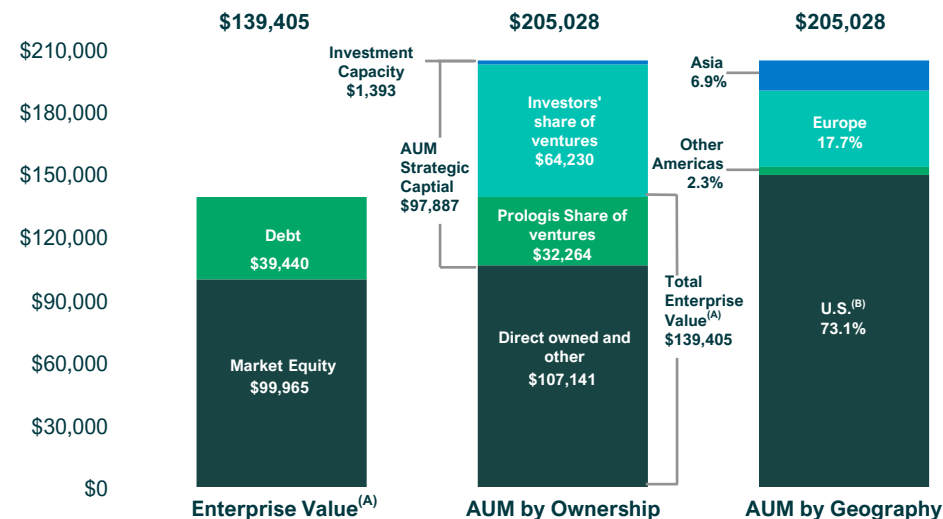 $139,405
$205,028
$205,028
$210,000
$180,000
$150,000
$120,000
$90,000
$60,000
$30,000
$0
Debt
$39,440
Market Equity
$99,965
Enterprise Value(A)
Investment
Capacity
$1,393
AUM
Strategic
Captial
$97,887
Investors'
share of
ventures
$64,230
Prologis Share of
ventures
$32,264
Direct owned and
other
$107,141
AUM by Ownership
Total
Enterprise
Value(A)
$139,405
Asia
6.9%
Other
Americas
2.3%
Europe
17.7%
U.S.(B)
73.1%
AUM by Geography